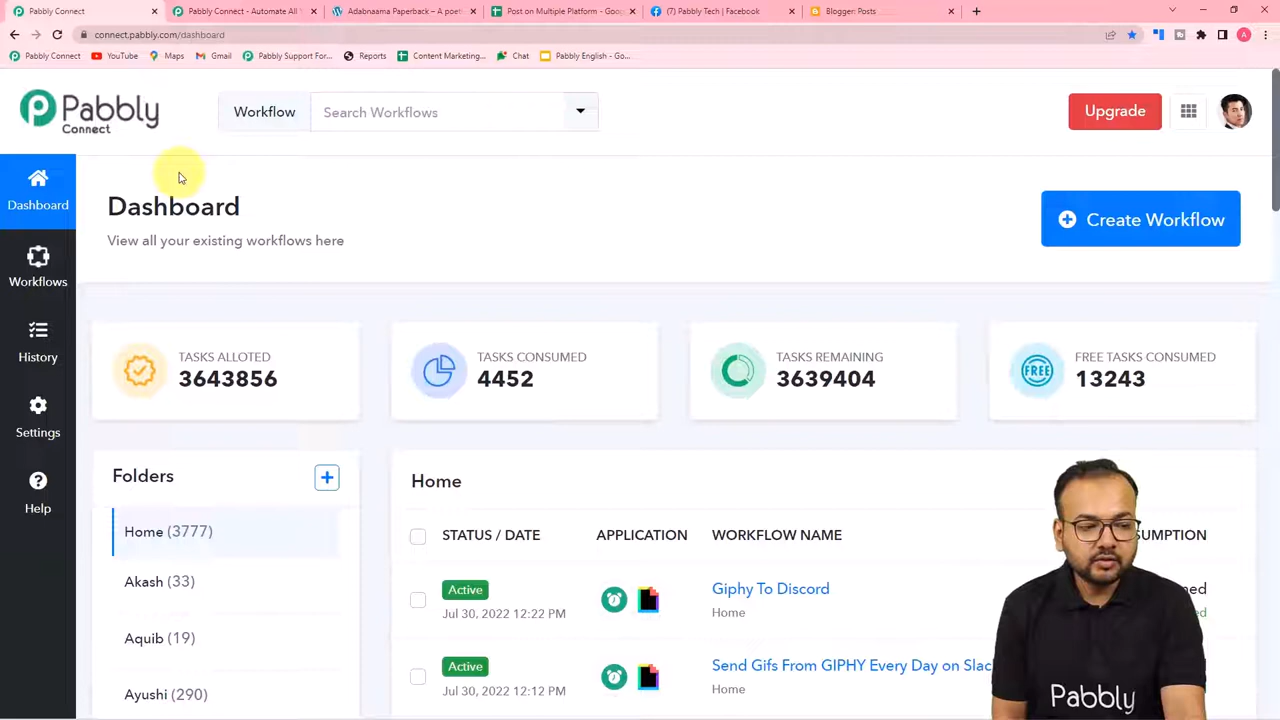 Pabbly Connect
Pabbly Connect - Automate All
Adabnaama Paperback – A poet
Post on Multiple Platform - Goog
(7) Pabbly Tech | Facebook
Blogger: Posts
connect.pabbly.com/dashboard
Pabbly Connect
YouTube
Maps
Gmail
Pabbly Support For...
Reports
Content Marketing...
Chat
Pabbly English - Go...
Pabbly
Connect
Workflow
Search Workflows
Upgrade
Dashboard
Workflows
History
Settings
Help
Dashboard
View all your existing workflows here
Create Workflow
TASKS ALLOTED
3643856
TASKS CONSUMED
4452
TASKS REMAINING
3639404
FREE TASKS CONSUMED
FREE
13243
Folders
Home (3777)
Akash (33)
Aquib (19)
Ayushi (290)
Home
STATUS / DATE
APPLICATION
WORKFLOW NAME
Active
Jul 30, 2022 12:22 PM
Giphy To Discord
Home
Active
Jul 30, 2022 12:12 PM
Send Gifs From GIPHY Every Day on Slac
Home
Pabbly